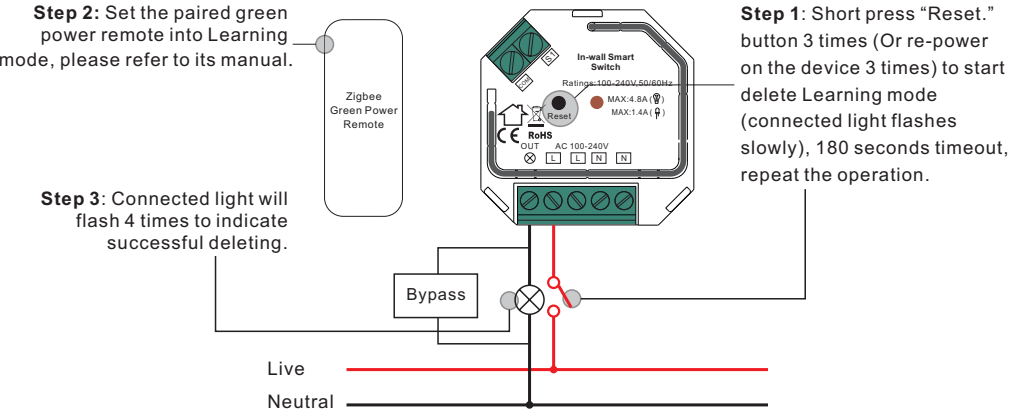 Step 2: Set the paired green
power remote into Learning
mode, please refer to its manual.
Zigbee
Green Power
Remote
Step 3: Connected light will
flash 4 times to indicate
successful deleting.
S1
COM
In-wall Smart
Switch
Ratings:100-240V,50/60Hz
MAX:4.8A ( )
MAX:1.4A ( )
Reset
CE RoHS
OUT AC 100-240V
L L N N
Step 1: Short press “Reset.”
button 3 times (Or re-power
on the device 3 times) to start
delete Learning mode
(connected light flashes
slowly), 180 seconds timeout,
repeat the operation.
Bypass
Live
Neutral